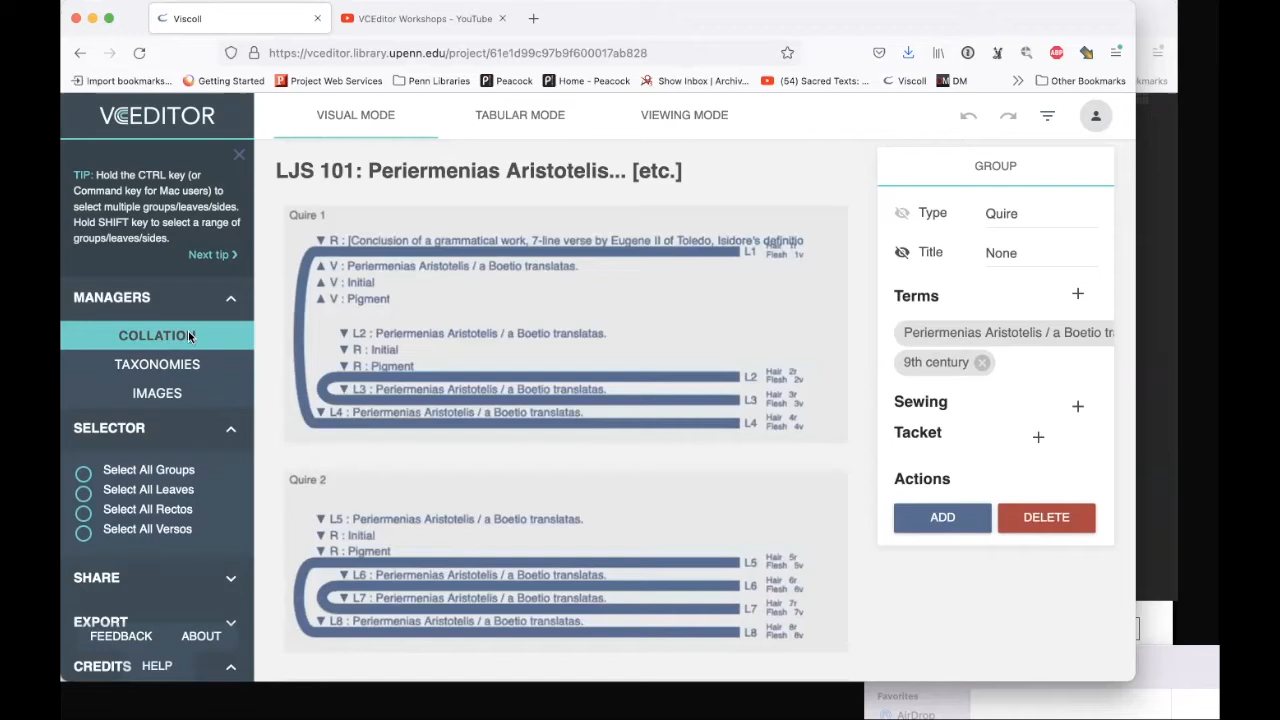 Viscoll
VCEditor Workshops - YouTube
https://vceditor.library.upenn.edu/project/61e1d99c97b9f600017ab828
Import bookmarks...
Getting Started
Project Web Services
Penn Libraries
Peacock
Home - Peacock
Show Inbox | Archiv...
(54) Sacred Texts: ...
Viscoll
DM
Other Bookmarks
VCEDITOR
VISUAL MODE
TABULAR MODE
VIEWING MODE
TIP: Hold the CTRL key (or
Command key for Mac users) to
select multiple groups/leaves/sides.
Hold SHIFT key to select a range of
groups/leaves/sides.
Next tip
MANAGERS
COLLATION
TAXONOMIES
IMAGES
SELECTOR
Select All Groups
Select All Leaves
Select All Rectos
Select All Versos
SHARE
EXPORT
FEEDBACK ABOUT
CREDITS HELP
LJS 101: Periermenias Aristotelis... [etc.]
Quire 1
▼ R : [Conclusion of a grammatical work, 7-line verse by Eugene II of Toledo, Isidore's definitio
L1 Hair 1r
Flesh 1v
▲ V : Periermenias Aristotelis / a Boetio translatas.
▲ V : Initial
▲ V : Pigment
▼ L2 : Periermenias Aristotelis / a Boetio translatas.
▼ R : Initial
▼ R : Pigment
L2 Hair 2r
Flesh 2v
▼ L3 : Periermenias Aristotelis / a Boetio translatas.
L3 Hair 3r
Flesh 3v
▼ L4 : Periermenias Aristotelis / a Boetio translatas.
L4 Hair 4r
Flesh 4v
Quire 2
▼ L5 : Periermenias Aristotelis / a Boetio translatas.
▼ R : Initial
▼ R : Pigment
L5 Hair 5r
Flesh 5v
▼ L6 : Periermenias Aristotelis / a Boetio translatas.
L6 Hair 6r
Flesh 6v
▼ L7 : Periermenias Aristotelis / a Boetio translatas.
L7 Hair 7r
Flesh 7v
▼ L8 : Periermenias Aristotelis / a Boetio translatas.
L8 Hair 8r
Flesh 8v
GROUP
Type Quire
Title None
Terms
Periermenias Aristotelis / a Boetio tr
9th century
Sewing
Tacket
Actions
ADD
DELETE
Favorites
AirDrop